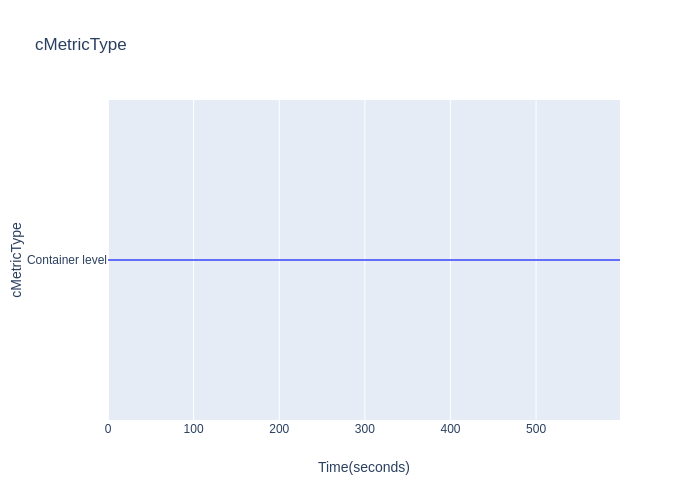 cMetricType
cMetricType
Container level
0 100 200 300 400 500
Time(seconds)